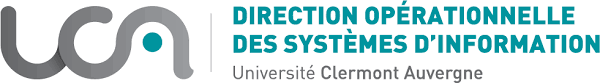 UCA
DIRECTION OPÉRATIONNELLE
DES SYSTÈMES D'INFORMATION
Université Clermont Auvergne